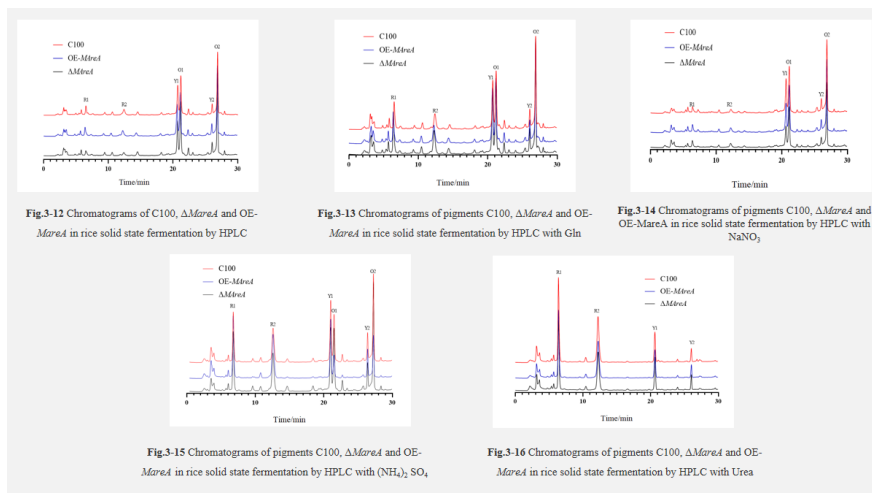 O2
C100
OE-MAreA
ΔMAreA
O1
Y1
R1
R2
Y2
0 10 20 30
Time/min
Fig.3-12 Chromatograms of C100, ΔMareA and OE-
MareA in rice solid state fermentation by HPLC
O2
C100
OE-MAreA
ΔMAreA
Y1
O1
R1
R2
Y2
0 10 20 30
Time/min
Fig.3-13 Chromatograms of pigments C100, ΔMareA and OE-
MareA in rice solid state fermentation by HPLC with Gln
O2
C100
OE-MAreA
ΔMAreA
O1
Y1
R1
R2
Y2
0 10 20 30
Time/min
Fig.3-14 Chromatograms of pigments C100, ΔMareA and
OE-MareA in rice solid state fermentation by HPLC with
NaNO3
O2
C100
OE-MAreA
ΔMAreA
Y1
R1
O1
R2
Y2
0 10 20 30
Time/min
Fig.3-15 Chromatograms of pigments C100, ΔMareA and OE-
MareA in rice solid state fermentation by HPLC with (NH4)2 SO4
R1
C100
OE-MAreA
ΔMAreA
R2
Y1
Y2
0 10 20 30
Time/min
Fig.3-16 Chromatograms of pigments C100, ΔMareA and OE-
MareA in rice solid state fermentation by HPLC with Urea